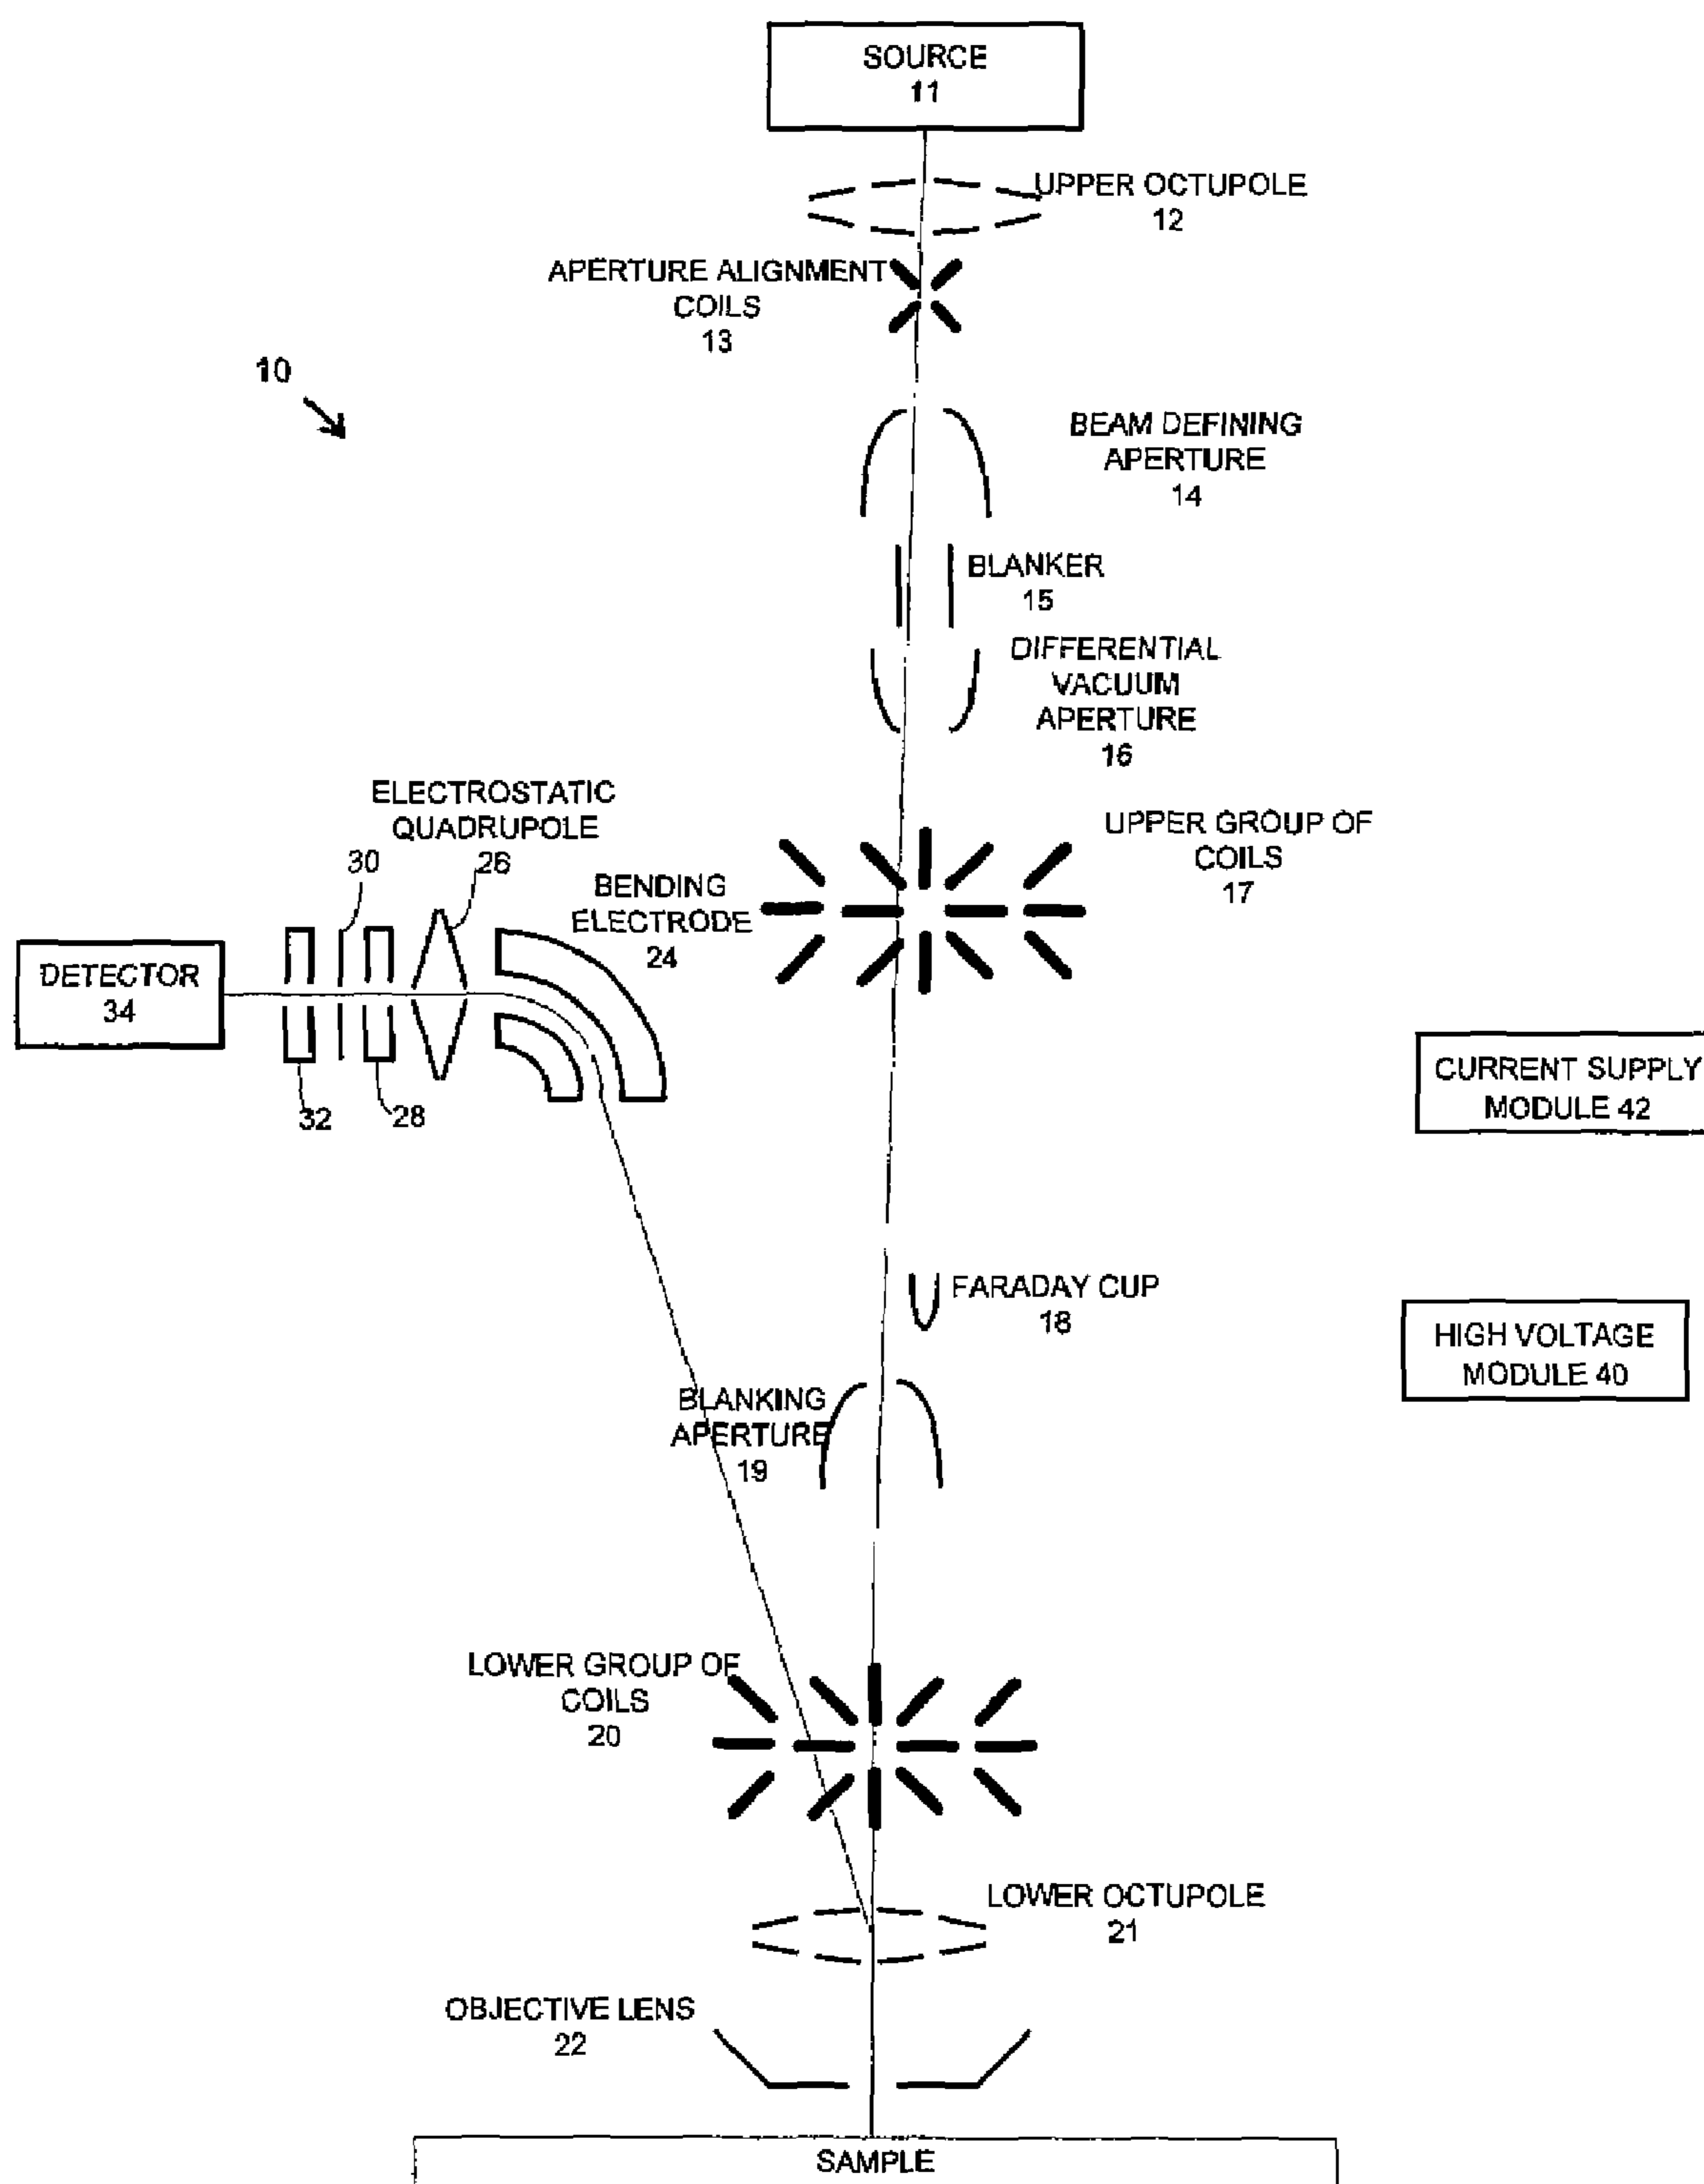 SOURCE
11
UPPER OCTUPOLE
12
APERTURE ALIGNMENT
COILS
13
10
BEAM DEFINING
APERTURE
14
BLANKER
15
DIFFERENTIAL
VACUUM
APERTURE
16
ELECTROSTATIC
QUADRUPOLE
30
26
UPPER GROUP OF
COILS
17
BENDING
ELECTRODE
24
DETECTOR
34
32
28
CURRENT SUPPLY
MODULE 42
FARADAY CUP
18
HIGH VOLTAGE
MODULE 40
BLANKING
APERTURE
19
LOWER GROUP OF
COILS
20
LOWER OCTUPOLE
21
OBJECTIVE LENS
22
SAMPLE